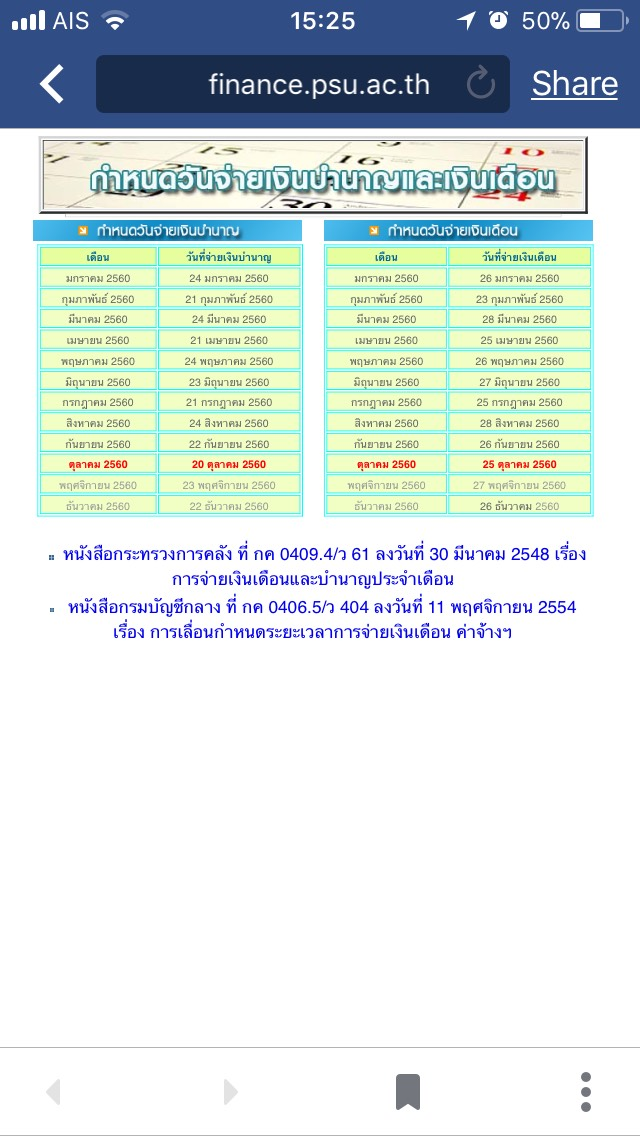 AIS 15:25 50%
finance.psu.ac.th Share
15 16 10
24
30
กำหนดวันจ่ายเงินบำนาญและเงินเดือน
กำหนดวันจ่ายเงินบำนาญ
เดือน วันที่จ่ายเงินบำนาญ
มกราคม 2560 24 มกราคม 2560
กุมภาพันธ์ 2560 21 กุมภาพันธ์ 2560
มีนาคม 2560 24 มีนาคม 2560
เมษายน 2560 21 เมษายน 2560
พฤษภาคม 2560 24 พฤษภาคม 2560
มิถุนายน 2560 23 มิถุนายน 2560
กรกฎาคม 2560 21 กรกฎาคม 2560
สิงหาคม 2560 24 สิงหาคม 2560
กันยายน 2560 22 กันยายน 2560
ตุลาคม 2560 20 ตุลาคม 2560
พฤศจิกายน 2560 23 พฤศจิกายน 2560
ธันวาคม 2560 22 ธันวาคม 2560
กำหนดวันจ่ายเงินเดือน
เดือน วันที่จ่ายเงินเดือน
มกราคม 2560 26 มกราคม 2560
กุมภาพันธ์ 2560 23 กุมภาพันธ์ 2560
มีนาคม 2560 28 มีนาคม 2560
เมษายน 2560 25 เมษายน 2560
พฤษภาคม 2560 26 พฤษภาคม 2560
มิถุนายน 2560 27 มิถุนายน 2560
กรกฎาคม 2560 25 กรกฎาคม 2560
สิงหาคม 2560 28 สิงหาคม 2560
กันยายน 2560 26 กันยายน 2560
ตุลาคม 2560 25 ตุลาคม 2560
พฤศจิกายน 2560 27 พฤศจิกายน 2560
ธันวาคม 2560 26 ธันวาคม 2560
หนังสือกระทรวงการคลัง ที่ กค 0409.4/ว 61 ลงวันที่ 30 มีนาคม 2548 เรื่อง
การจ่ายเงินเดือนและบำนาญประจำเดือน
หนังสือกรมบัญชีกลาง ที่ กค 0406.5/ว 404 ลงวันที่ 11 พฤศจิกายน 2554
เรื่อง การเลื่อนกำหนดระยะเวลาการจ่ายเงินเดือน ค่าจ้างฯ